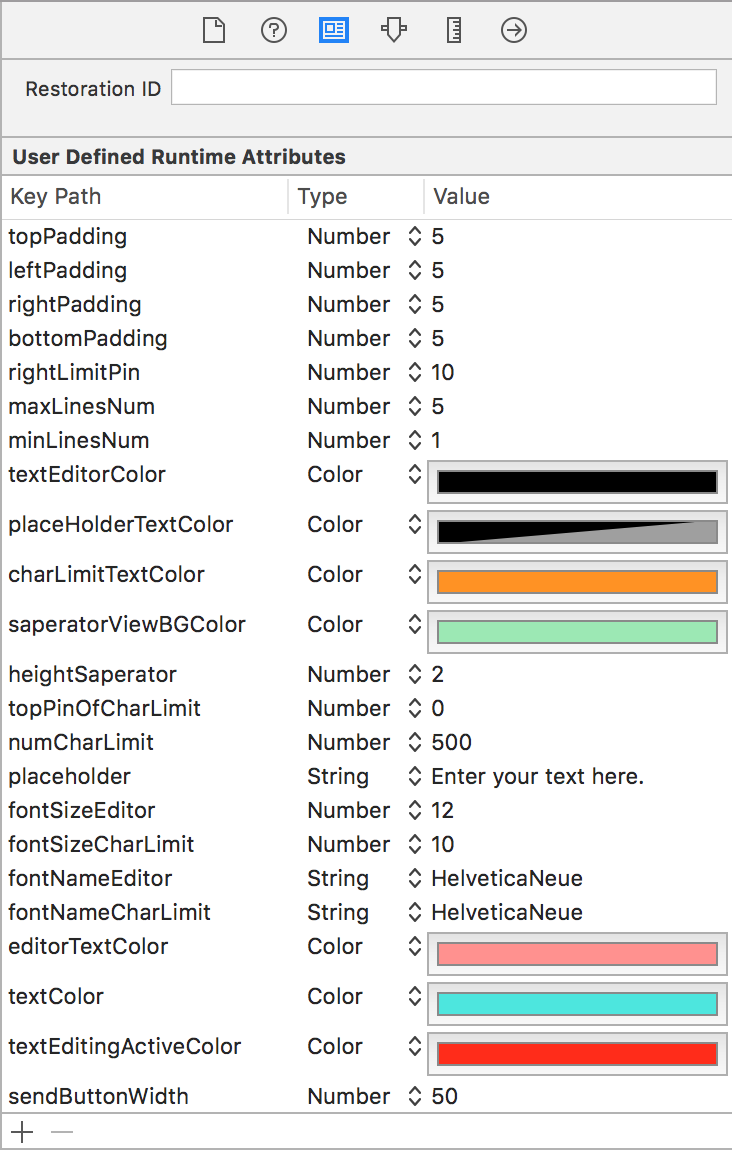 Restoration ID
User Defined Runtime Attributes
Key Path Type Value
topPadding Number 5
leftPadding Number 5
rightPadding Number 5
bottomPadding Number 5
rightLimitPin Number 10
maxLinesNum Number 5
minLinesNum Number 1
textEditorColor Color
placeHolderTextColor Color
charLimitTextColor Color
saperatorViewBGColor Color
heightSaperator Number 2
topPinOfCharLimit Number 0
numCharLimit Number 500
placeholder String Enter your text here.
fontSizeEditor Number 12
fontSizeCharLimit Number 10
fontNameEditor String HelveticaNeue
fontNameCharLimit String HelveticaNeue
editorTextColor Color
textColor Color
textEditingActiveColor Color
sendButtonWidth Number 50